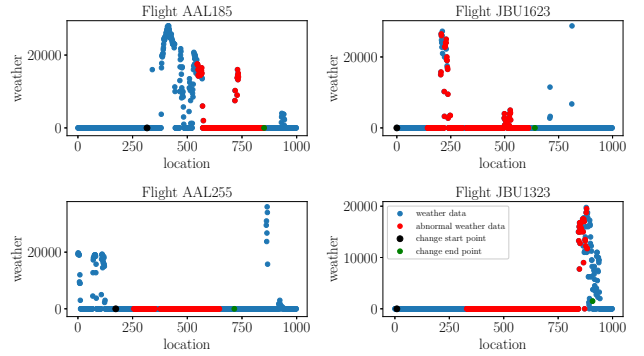 Flight AAL185
Flight JBU1623
weather
20000
0
0 250 500 750 1000
location
weather
20000
0
0 250 500 750 1000
location
Flight AAL255
Flight JBU1323
weather
20000
0
0 250 500 750 1000
location
weather
20000
10000
0
0 250 500 750 1000
location
weather data
abnormal weather data
change start point
change end point